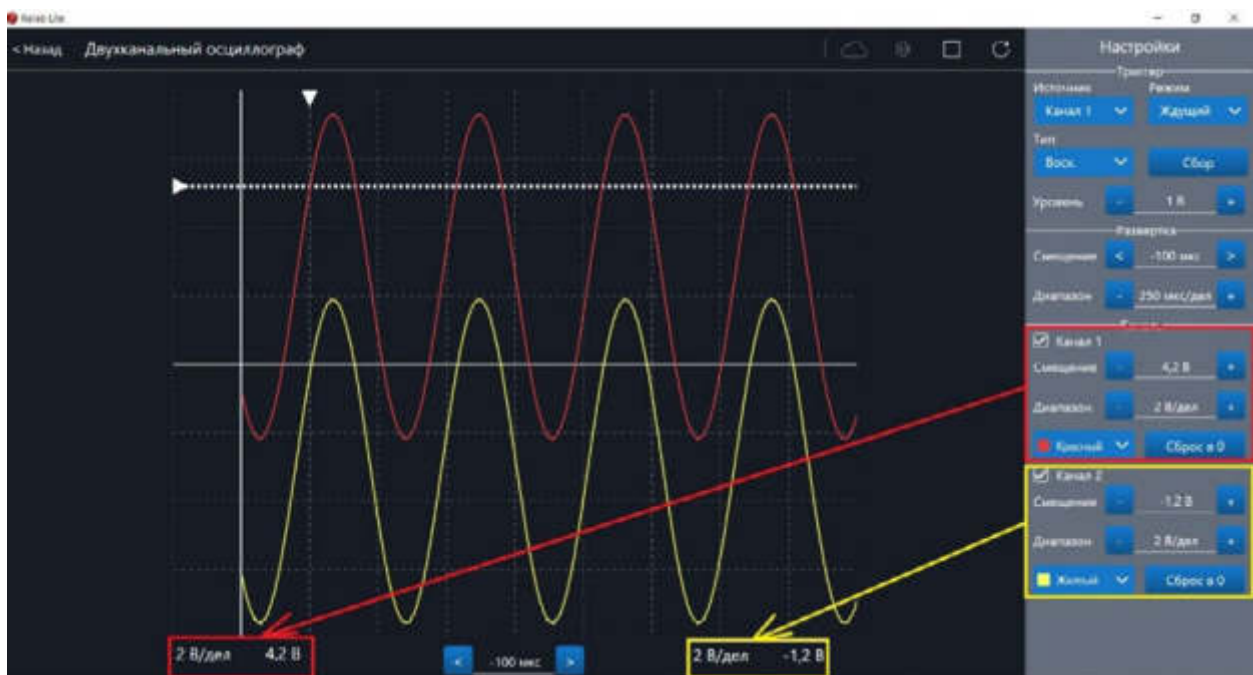 Releo Lite
< Назад Двухканальный осциллограф
Настройки
Триггер
Источник Режим
Канал 1 Ждущий
Тип
Восх. Сбор
Уровень - 1 В +
Развертка
Смещение < -100 мкс >
Диапазон - 250 мкс/дел +
Канал 1
Смещение - 4,2 В +
Диапазон - 2 В/дел +
Красный Сброс в 0
Канал 2
Смещение - -1,2 В +
Диапазон - 2 В/дел +
Желтый Сброс в 0
2 В/дел 4,2 В < -100 мкс > 2 В/дел -1,2 В